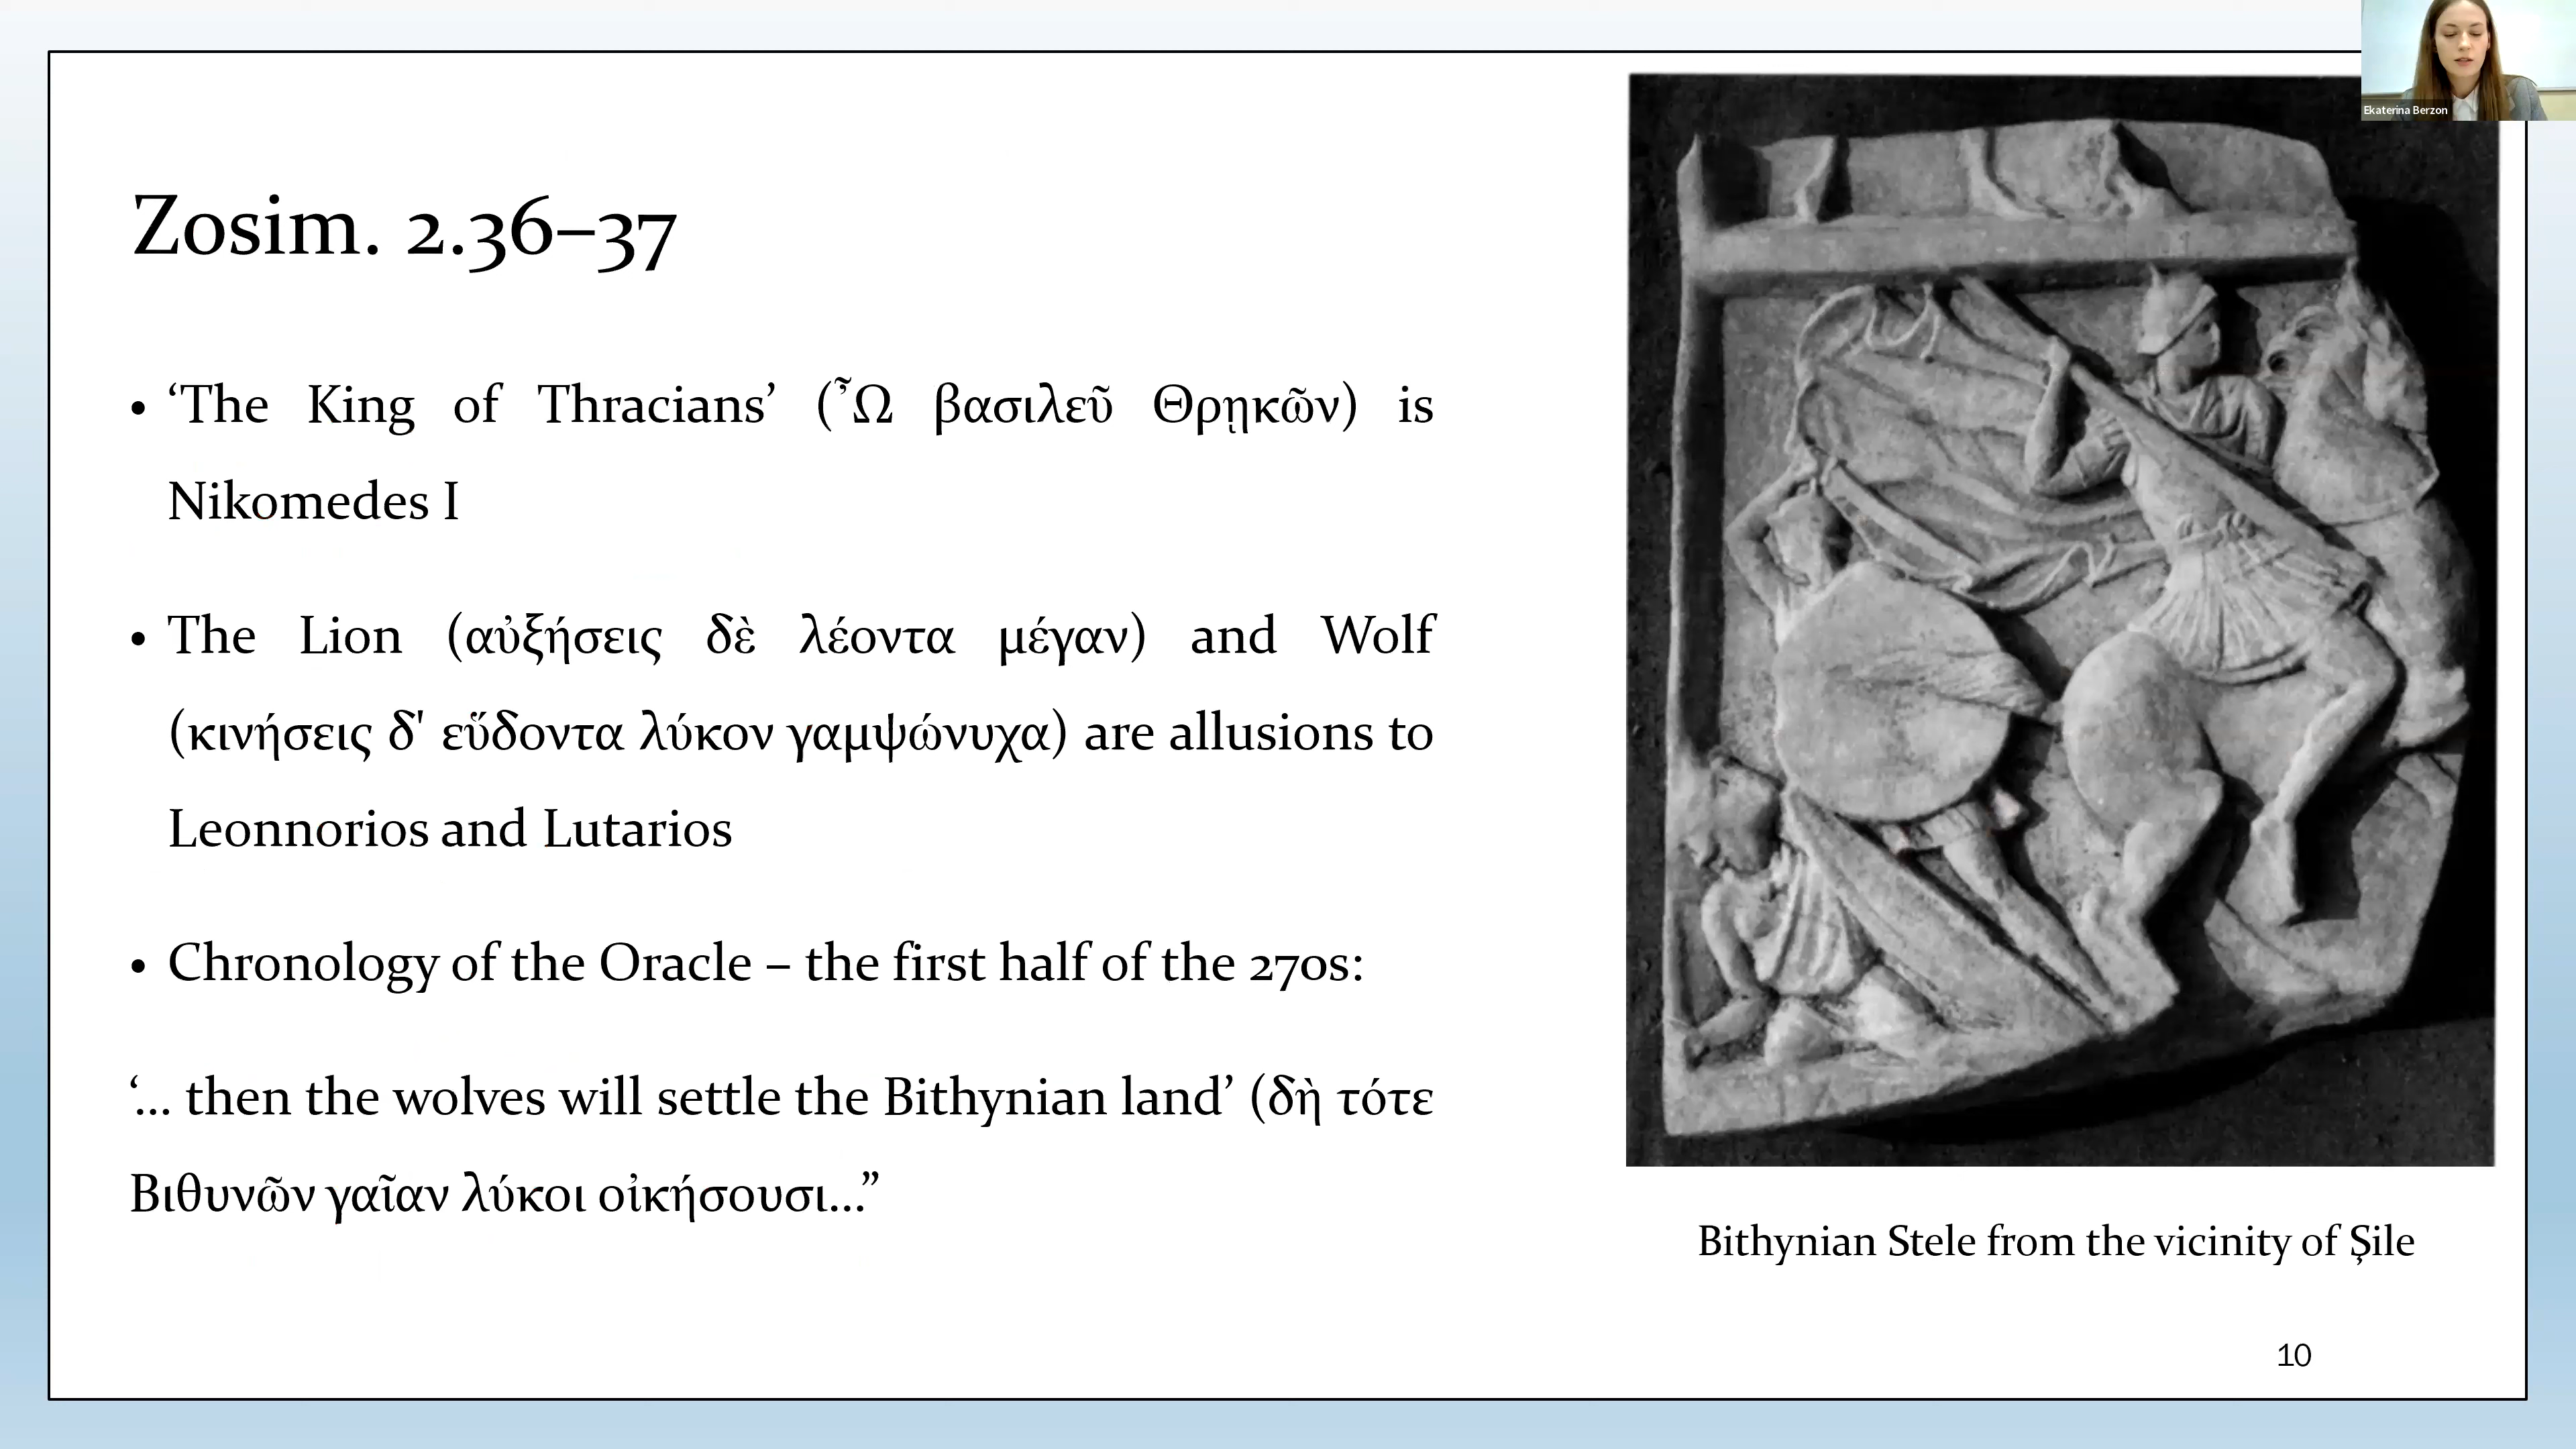 Ekaterina Berzon
Zosim. 2.36–37
• ‘The King of Thracians’ (Ὦ βασιλεῦ Θρῃκῶν) is
Nikomedes I
• The Lion (αὐξήσεις δὲ λέοντα μέγαν) and Wolf
(κινήσεις δ' εὕδοντα λύκον γαμψώνυχα) are allusions to
Leonnorios and Lutarios
• Chronology of the Oracle – the first half of the 270s:
‘… then the wolves will settle the Bithynian land’ (δὴ τότε
Βιθυνῶν γαῖαν λύκοι οἰκήσουσι…”
Bithynian Stele from the vicinity of Şile
10